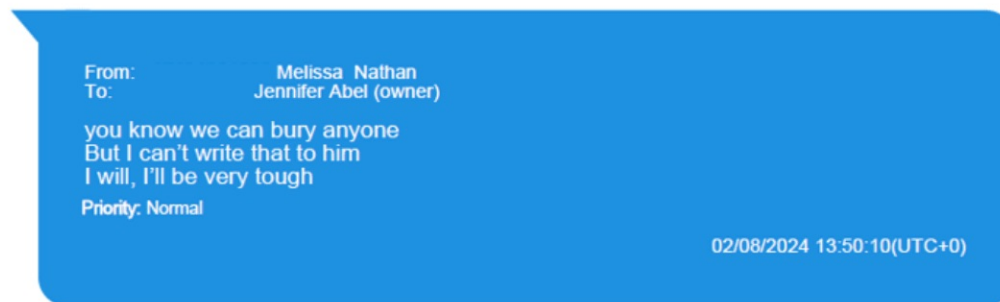 From: Melissa Nathan
To: Jennifer Abel (owner)
you know we can bury anyone
But I can't write that to him
I will, I'll be very tough
Priority: Normal
02/08/2024 13:50:10(UTC+0)